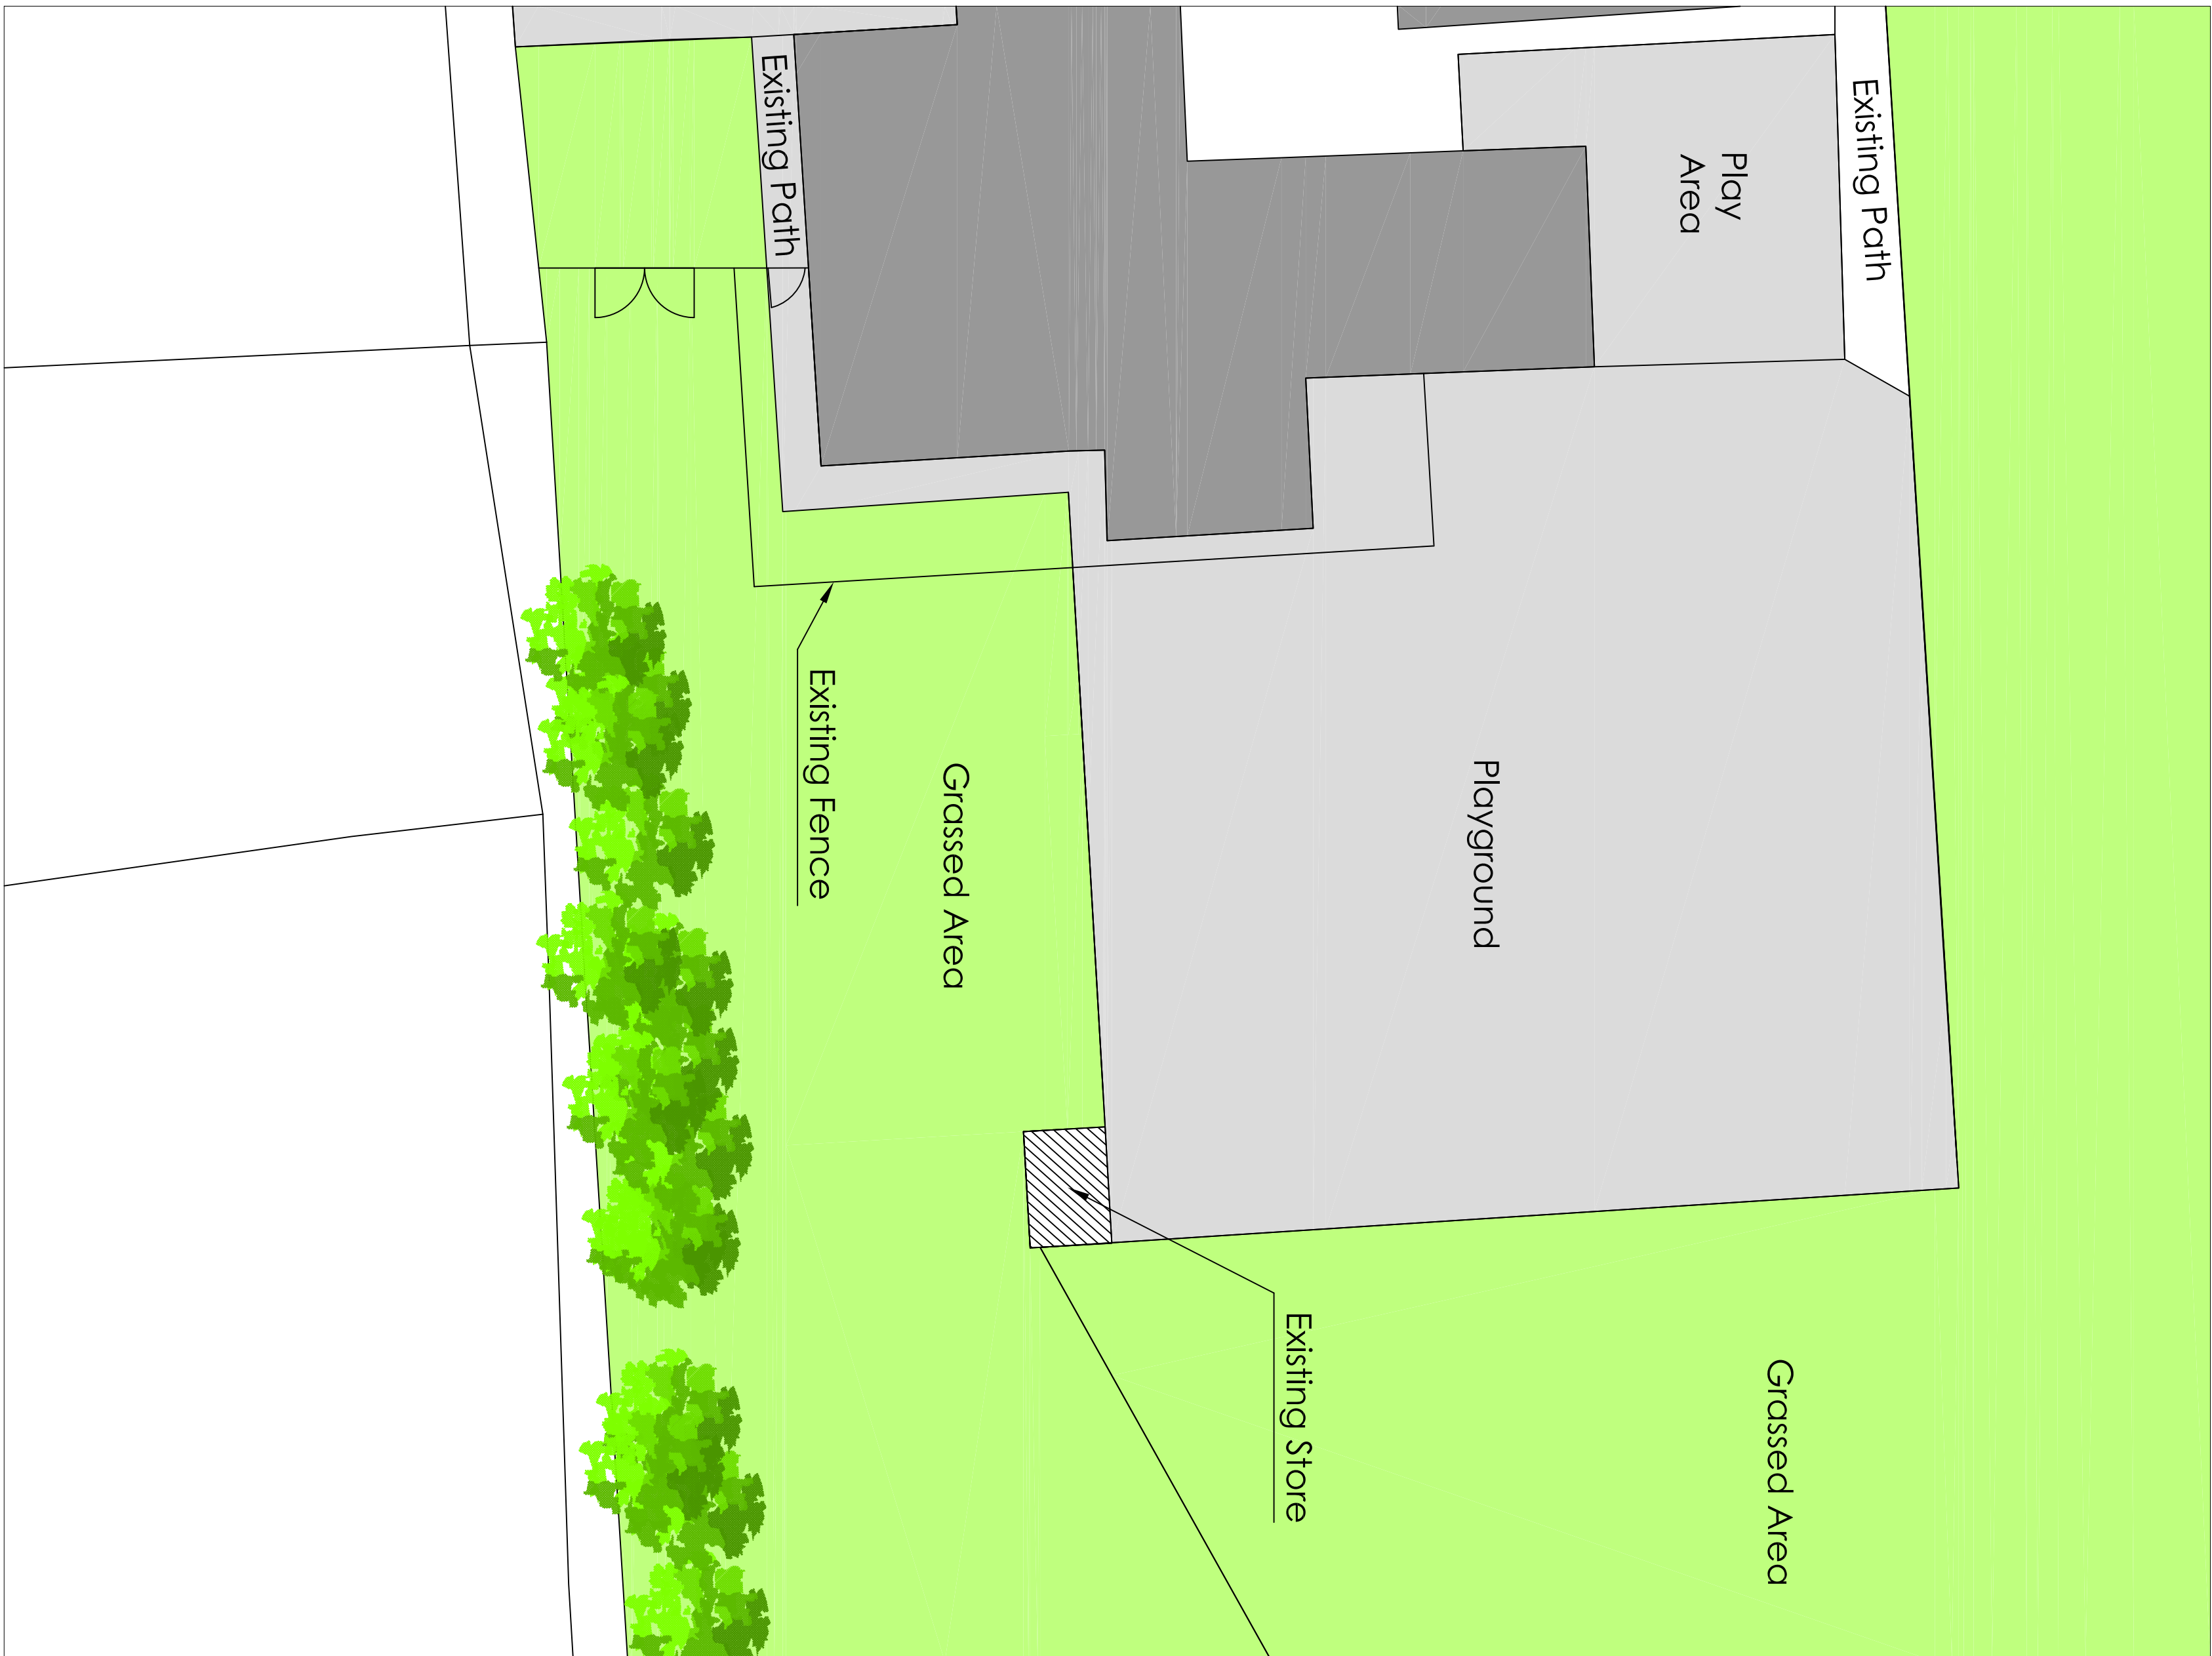 Existing Path
Play
Area
Grassed Area
Playground
Existing Store
Grassed Area
Existing Fence
Existing Path